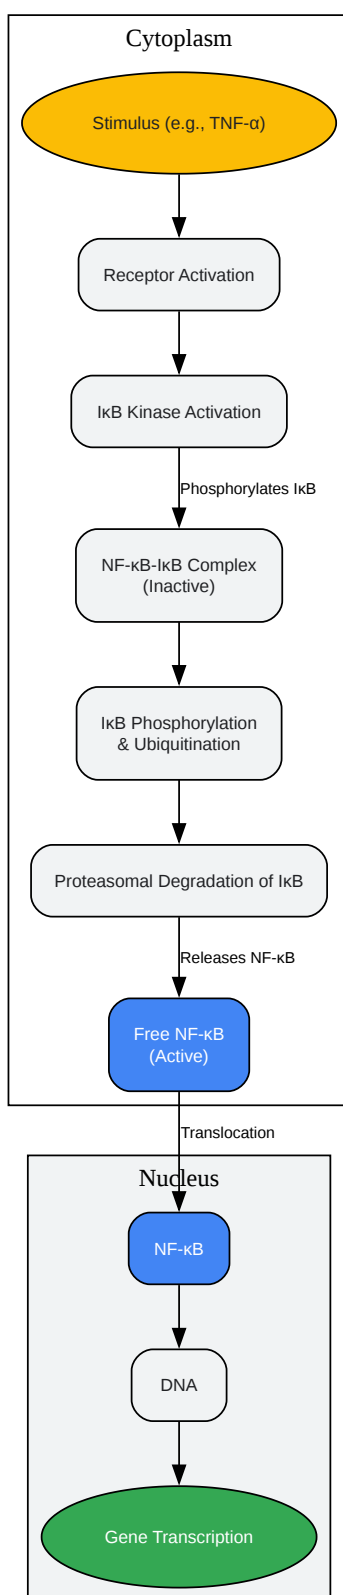 Cytoplasm
Stimulus (e.g., TNF-α)
Receptor Activation
IκB Kinase Activation
Phosphorylates IκB
NF-κB-IκB Complex
(Inactive)
IκB Phosphorylation
& Ubiquitination
Proteasomal Degradation of IκB
Releases NF-κB
Free NF-κB
(Active)
Translocation
Nucleus
NF-κB
DNA
Gene Transcription